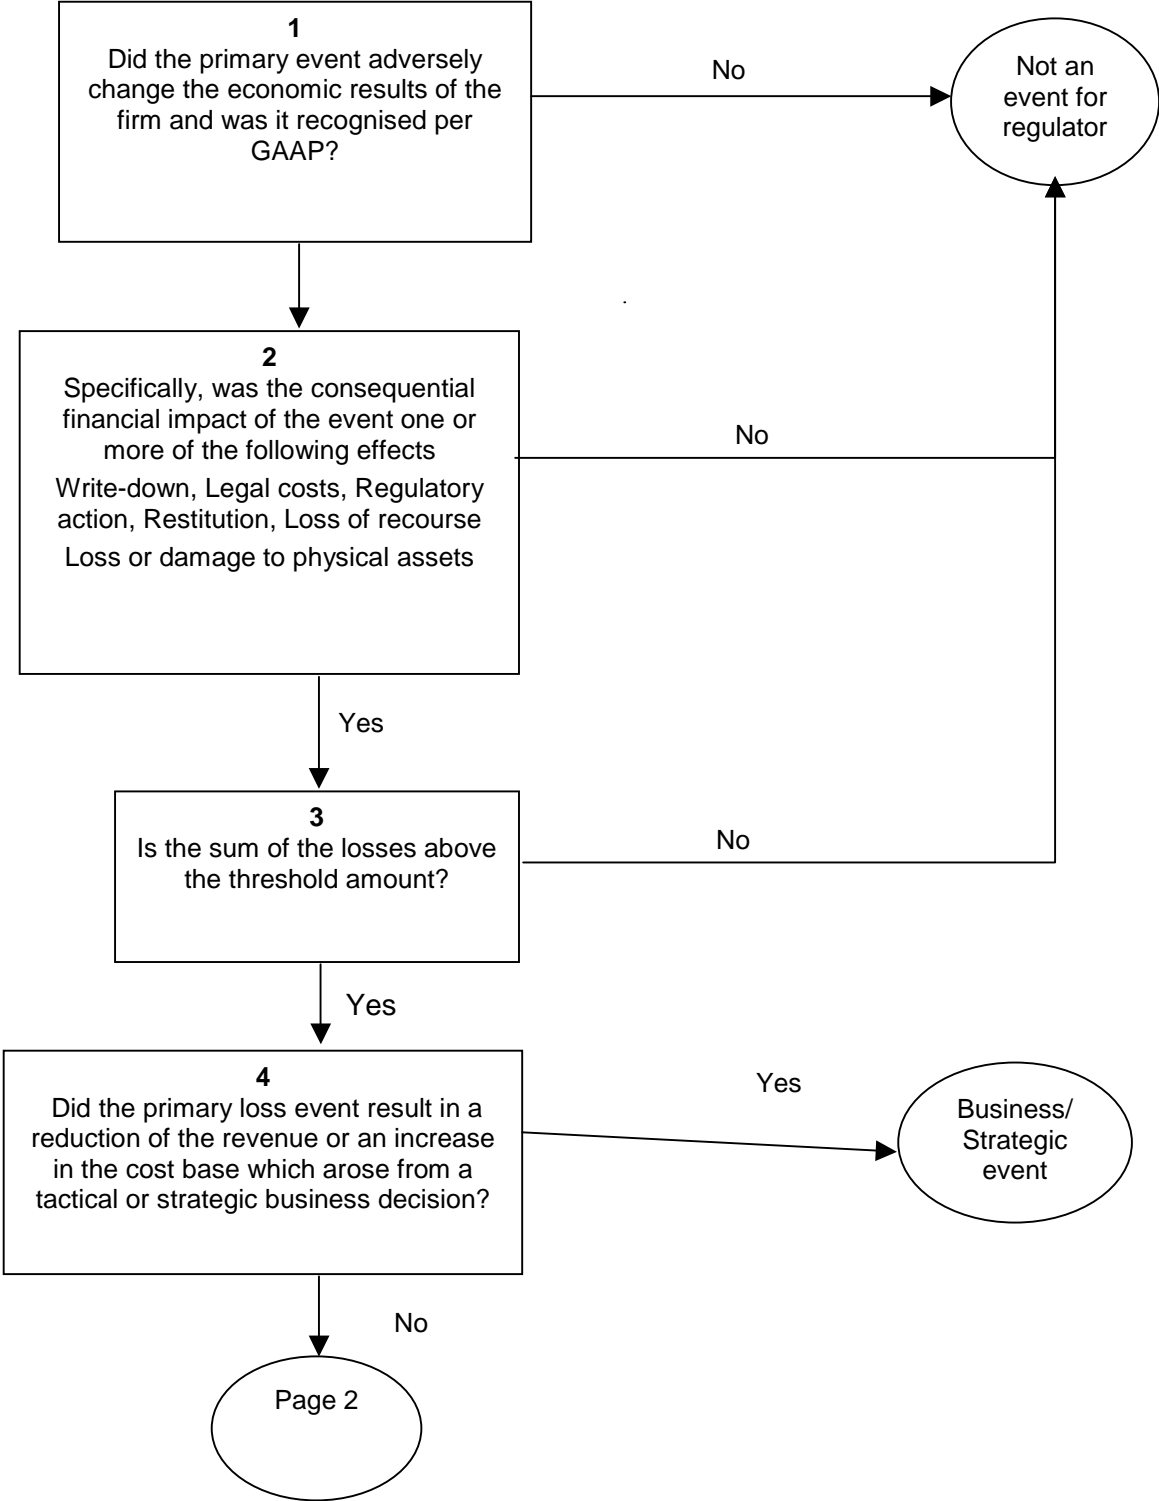 1
Did the primary event adversely
change the economic results of the
firm and was it recognised per
GAAP?
No
Not an
event for
regulator
2
Specifically, was the consequential
financial impact of the event one or
more of the following effects
Write-down, Legal costs, Regulatory
action, Restitution, Loss of recourse
Loss or damage to physical assets
No
Yes
3
Is the sum of the losses above
the threshold amount?
No
Yes
4
Did the primary loss event result in a
reduction of the revenue or an increase
in the cost base which arose from a
tactical or strategic business decision?
Yes
Business/
Strategic
event
No
Page 2